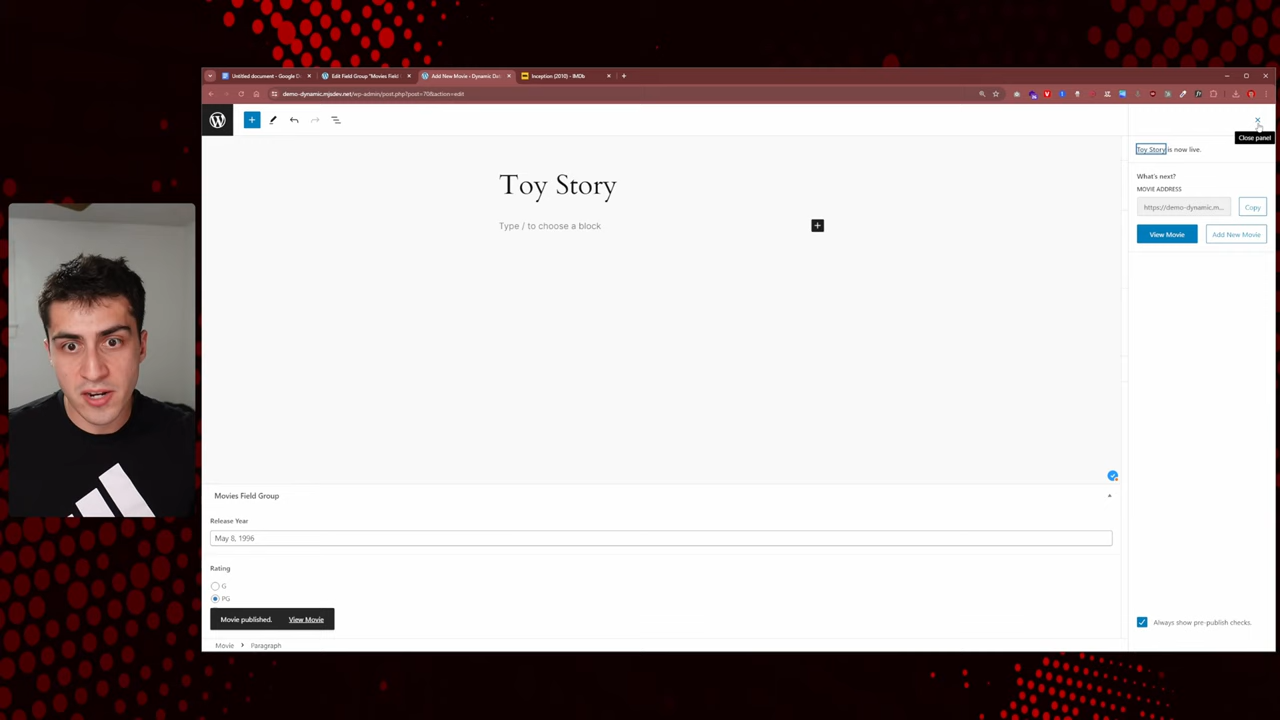 Untitled document - Google D
Edit Field Group "Movies Field
Add New Movie - Dynamic De
Inception (2010) - IMDb
demo-dynamic.mjsdev.net/wp-admin/post.php?post=70&action=edit
Close panel
Toy Story is now live.
What's next?
MOVIE ADDRESS
https://demo-dynamic.m...
Copy
View Movie
Add New Movie
Toy Story
Type / to choose a block
Movies Field Group
Release Year
May 8, 1996
Rating
G
PG
Movie published.
View Movie
Always show pre-publish checks.
Movie
Paragraph